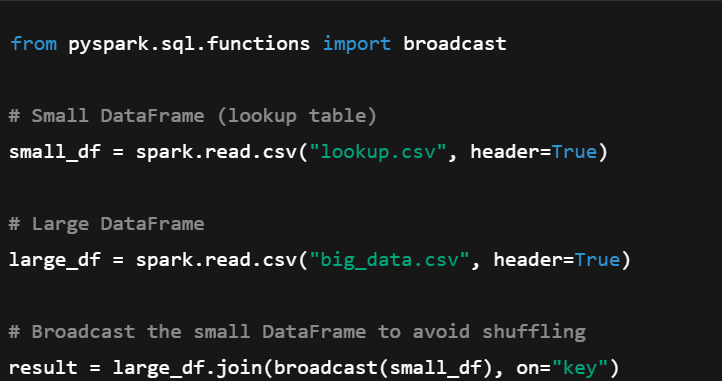 from pyspark.sql.functions import broadcast
# Small DataFrame (lookup table)
small_df = spark.read.csv("lookup.csv", header=True)
# Large DataFrame
large_df = spark.read.csv("big_data.csv", header=True)
# Broadcast the small DataFrame to avoid shuffling
result = large_df.join(broadcast(small_df), on="key")